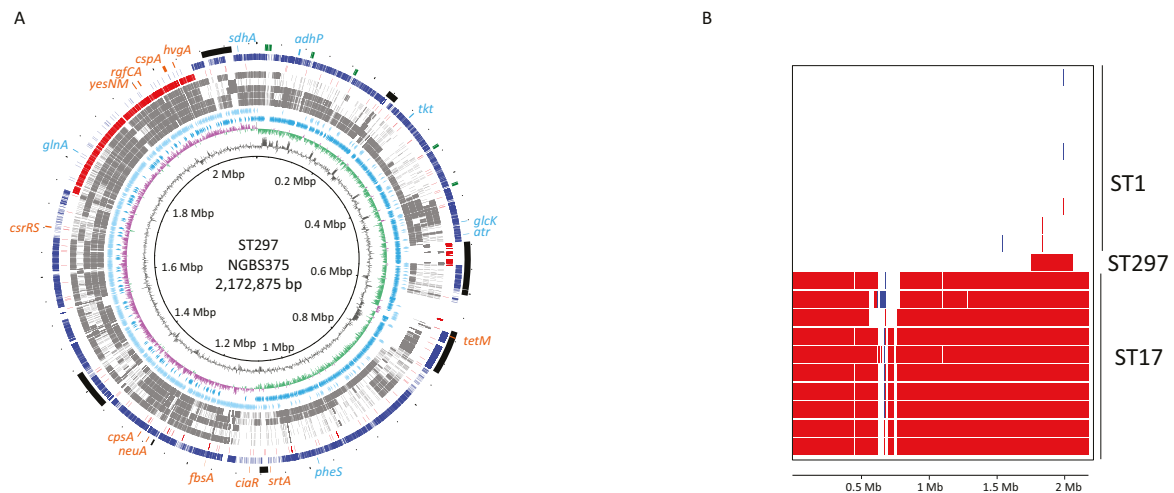 A
sdhA
adhP
tkt
glcK
atr
tetM
pheS
srtA
ciaR
fbsA
neuA
cpsA
csrRS
glnA
yesNM
rgfCA
cspA
hvgA
0.2 Mbp
0.4 Mbp
0.6 Mbp
0.8 Mbp
1 Mbp
1.2 Mbp
1.4 Mbp
1.6 Mbp
1.8 Mbp
2 Mbp
ST297
NGBS375
2,172,875 bp
B
ST1
ST297
ST17
0.5 Mb
1 Mb
1.5 Mb
2 Mb